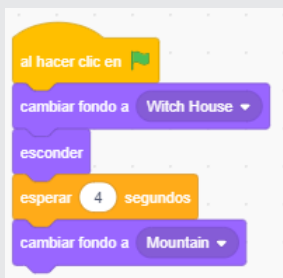 al hacer clic en
cambiar fondo a Witch House
esconder
esperar 4 segundos
cambiar fondo a Mountain